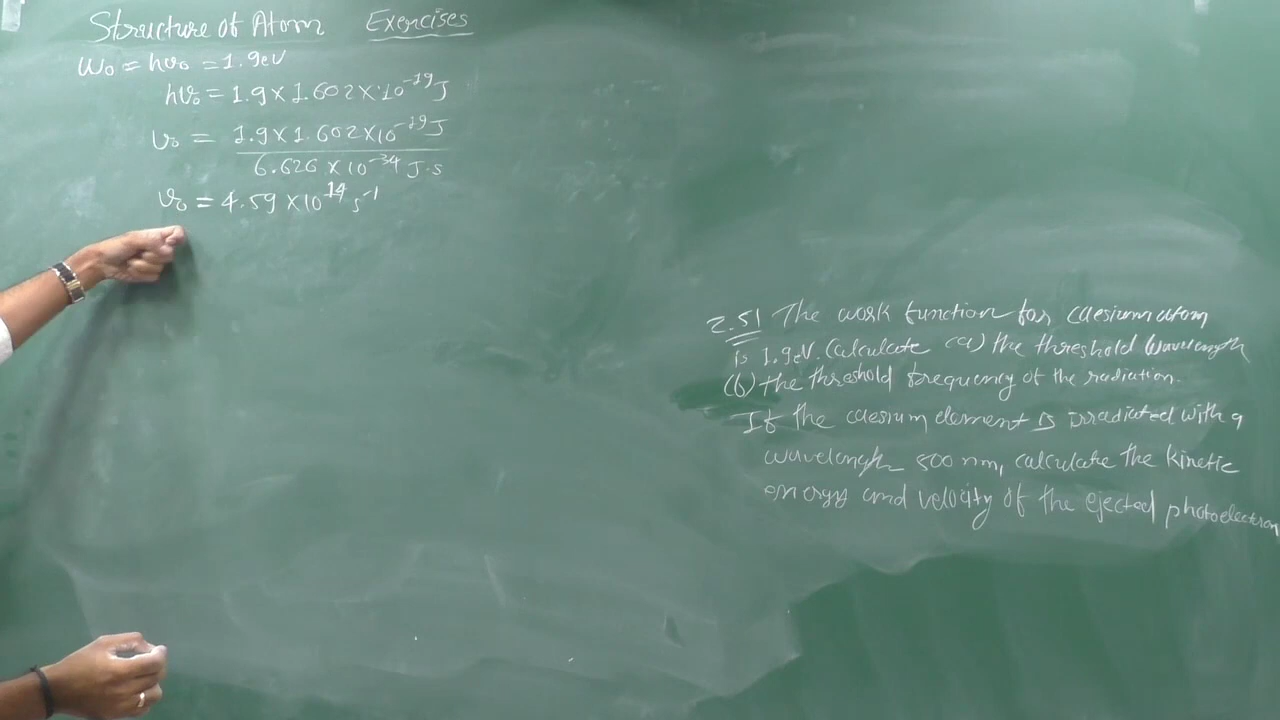 Structure of Atom Exercises
W₀ = hν₀ = 1.9eV
hν₀ = 1.9 × 1.602 × 10⁻¹⁹ J
ν₀ = 1.9 × 1.602 × 10⁻¹⁹ J
6.626 × 10⁻³⁴ J·s
ν₀ = 4.59 × 10¹⁴ s⁻¹
2.51 The work function for caesium atom
is 1.9eV. Calculate (a) the threshold wavelength
(b) the threshold frequency of the radiation.
If the caesium element is irradiated with a
wavelength 500 nm, calculate the kinetic
energy and velocity of the ejected photoelectron